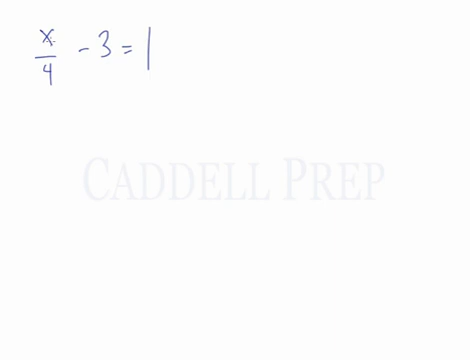 x/4 - 3 = 1
CADDELL PREP